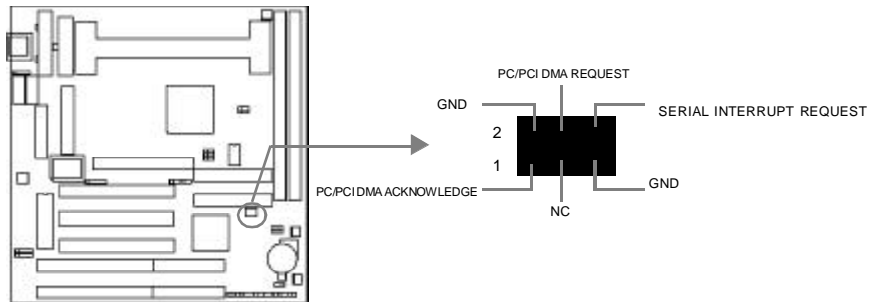 PC/PCI DMA REQUEST
GND
SERIAL INTERRUPT REQUEST
2
1
PC/PCI DMA ACKNOWLEDGE
GND
NC